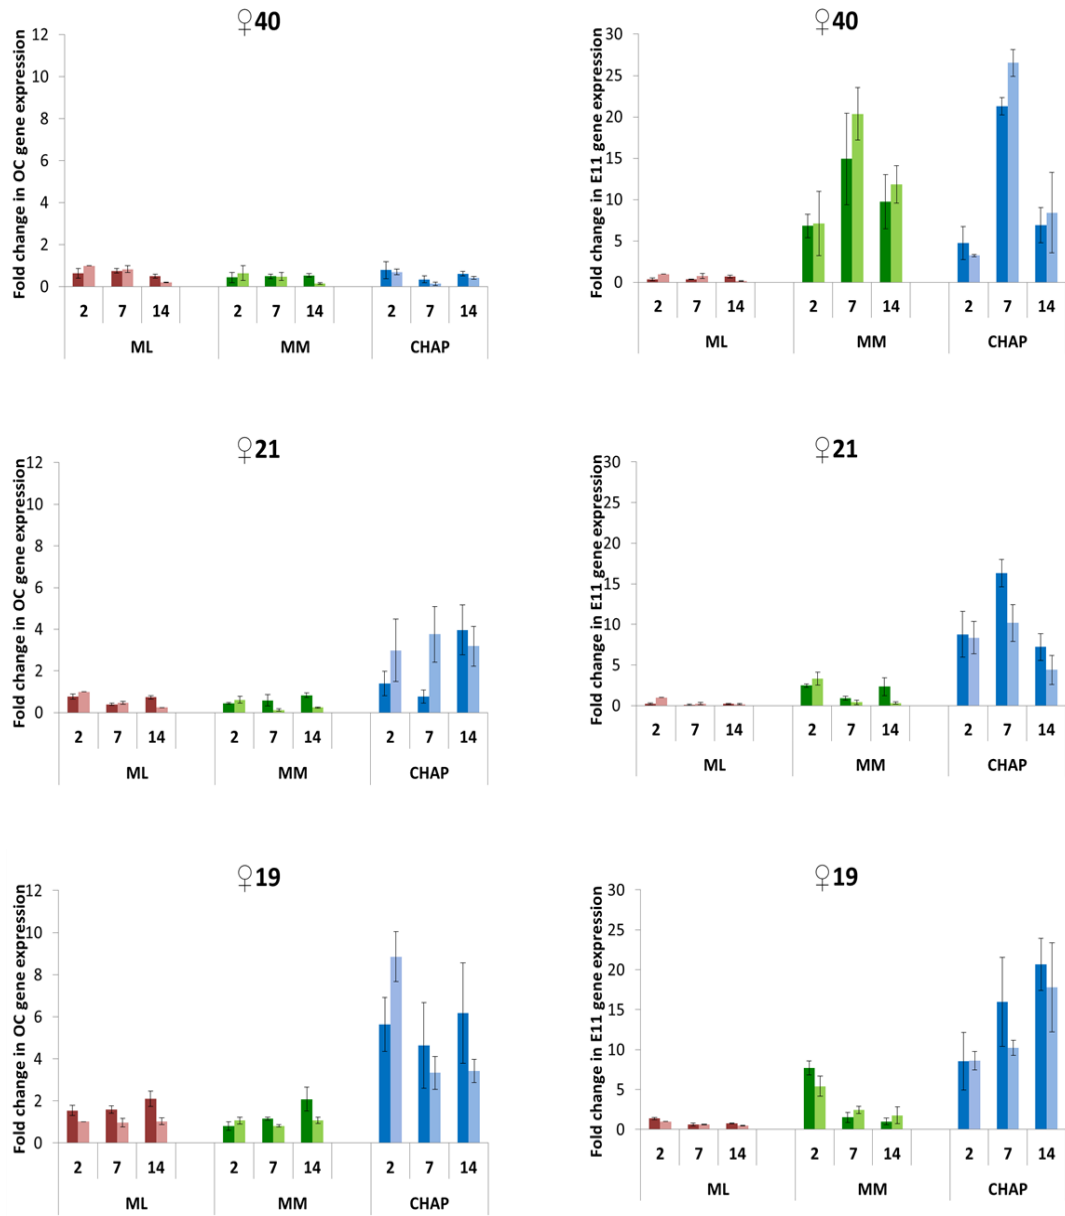 ♀40
Fold change in OC gene expression
12
10
8
6
4
2
0
2 7 14 2 7 14 2 7 14
ML MM CHAP
♀40
Fold change in E11 gene expression
30
25
20
15
10
5
0
2 7 14 2 7 14 2 7 14
ML MM CHAP
♀21
Fold change in OC gene expression
12
10
8
6
4
2
0
2 7 14 2 7 14 2 7 14
ML MM CHAP
♀21
Fold change in E11 gene expression
30
25
20
15
10
5
0
2 7 14 2 7 14 2 7 14
ML MM CHAP
♀19
Fold change in OC gene expression
12
10
8
6
4
2
0
2 7 14 2 7 14 2 7 14
ML MM CHAP
♀19
Fold change in E11 gene expression
30
25
20
15
10
5
0
2 7 14 2 7 14 2 7 14
ML MM CHAP